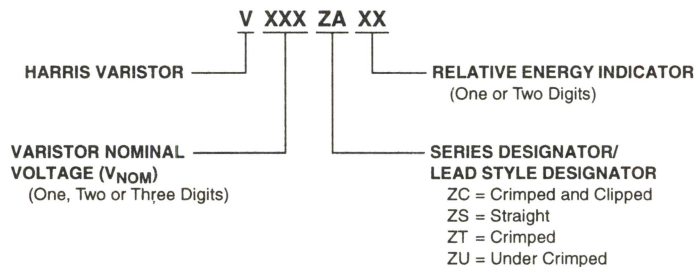 V XXX ZA XX
HARRIS VARISTOR
RELATIVE ENERGY INDICATOR
(One or Two Digits)
VARISTOR NOMINAL
VOLTAGE (VNOM)
(One, Two or Three Digits)
SERIES DESIGNATOR/
LEAD STYLE DESIGNATOR
ZC = Crimped and Clipped
ZS = Straight
ZT = Crimped
ZU = Under Crimped